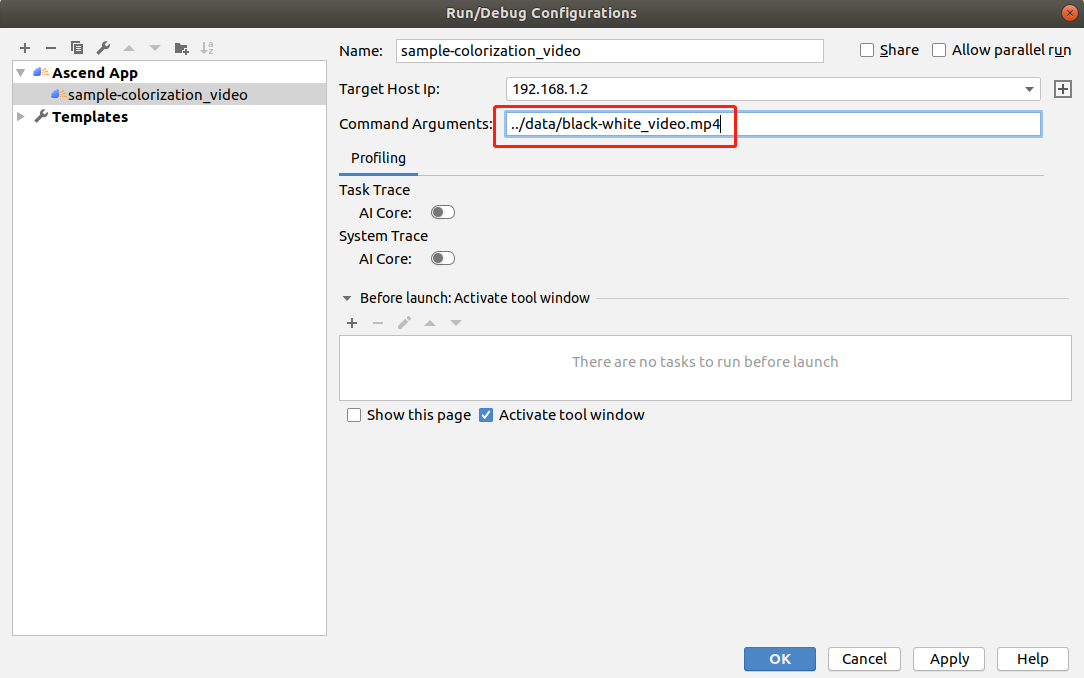 Run/Debug Configurations
Name: sample-colorization_video Share Allow parallel run
Ascend App
sample-colorization_video
Templates
Target Host Ip: 192.168.1.2
Command Arguments: ../data/black-white_video.mp4
Profiling
Task Trace
AI Core:
System Trace
AI Core:
Before launch: Activate tool window
There are no tasks to run before launch
Show this page Activate tool window
OK Cancel Apply Help